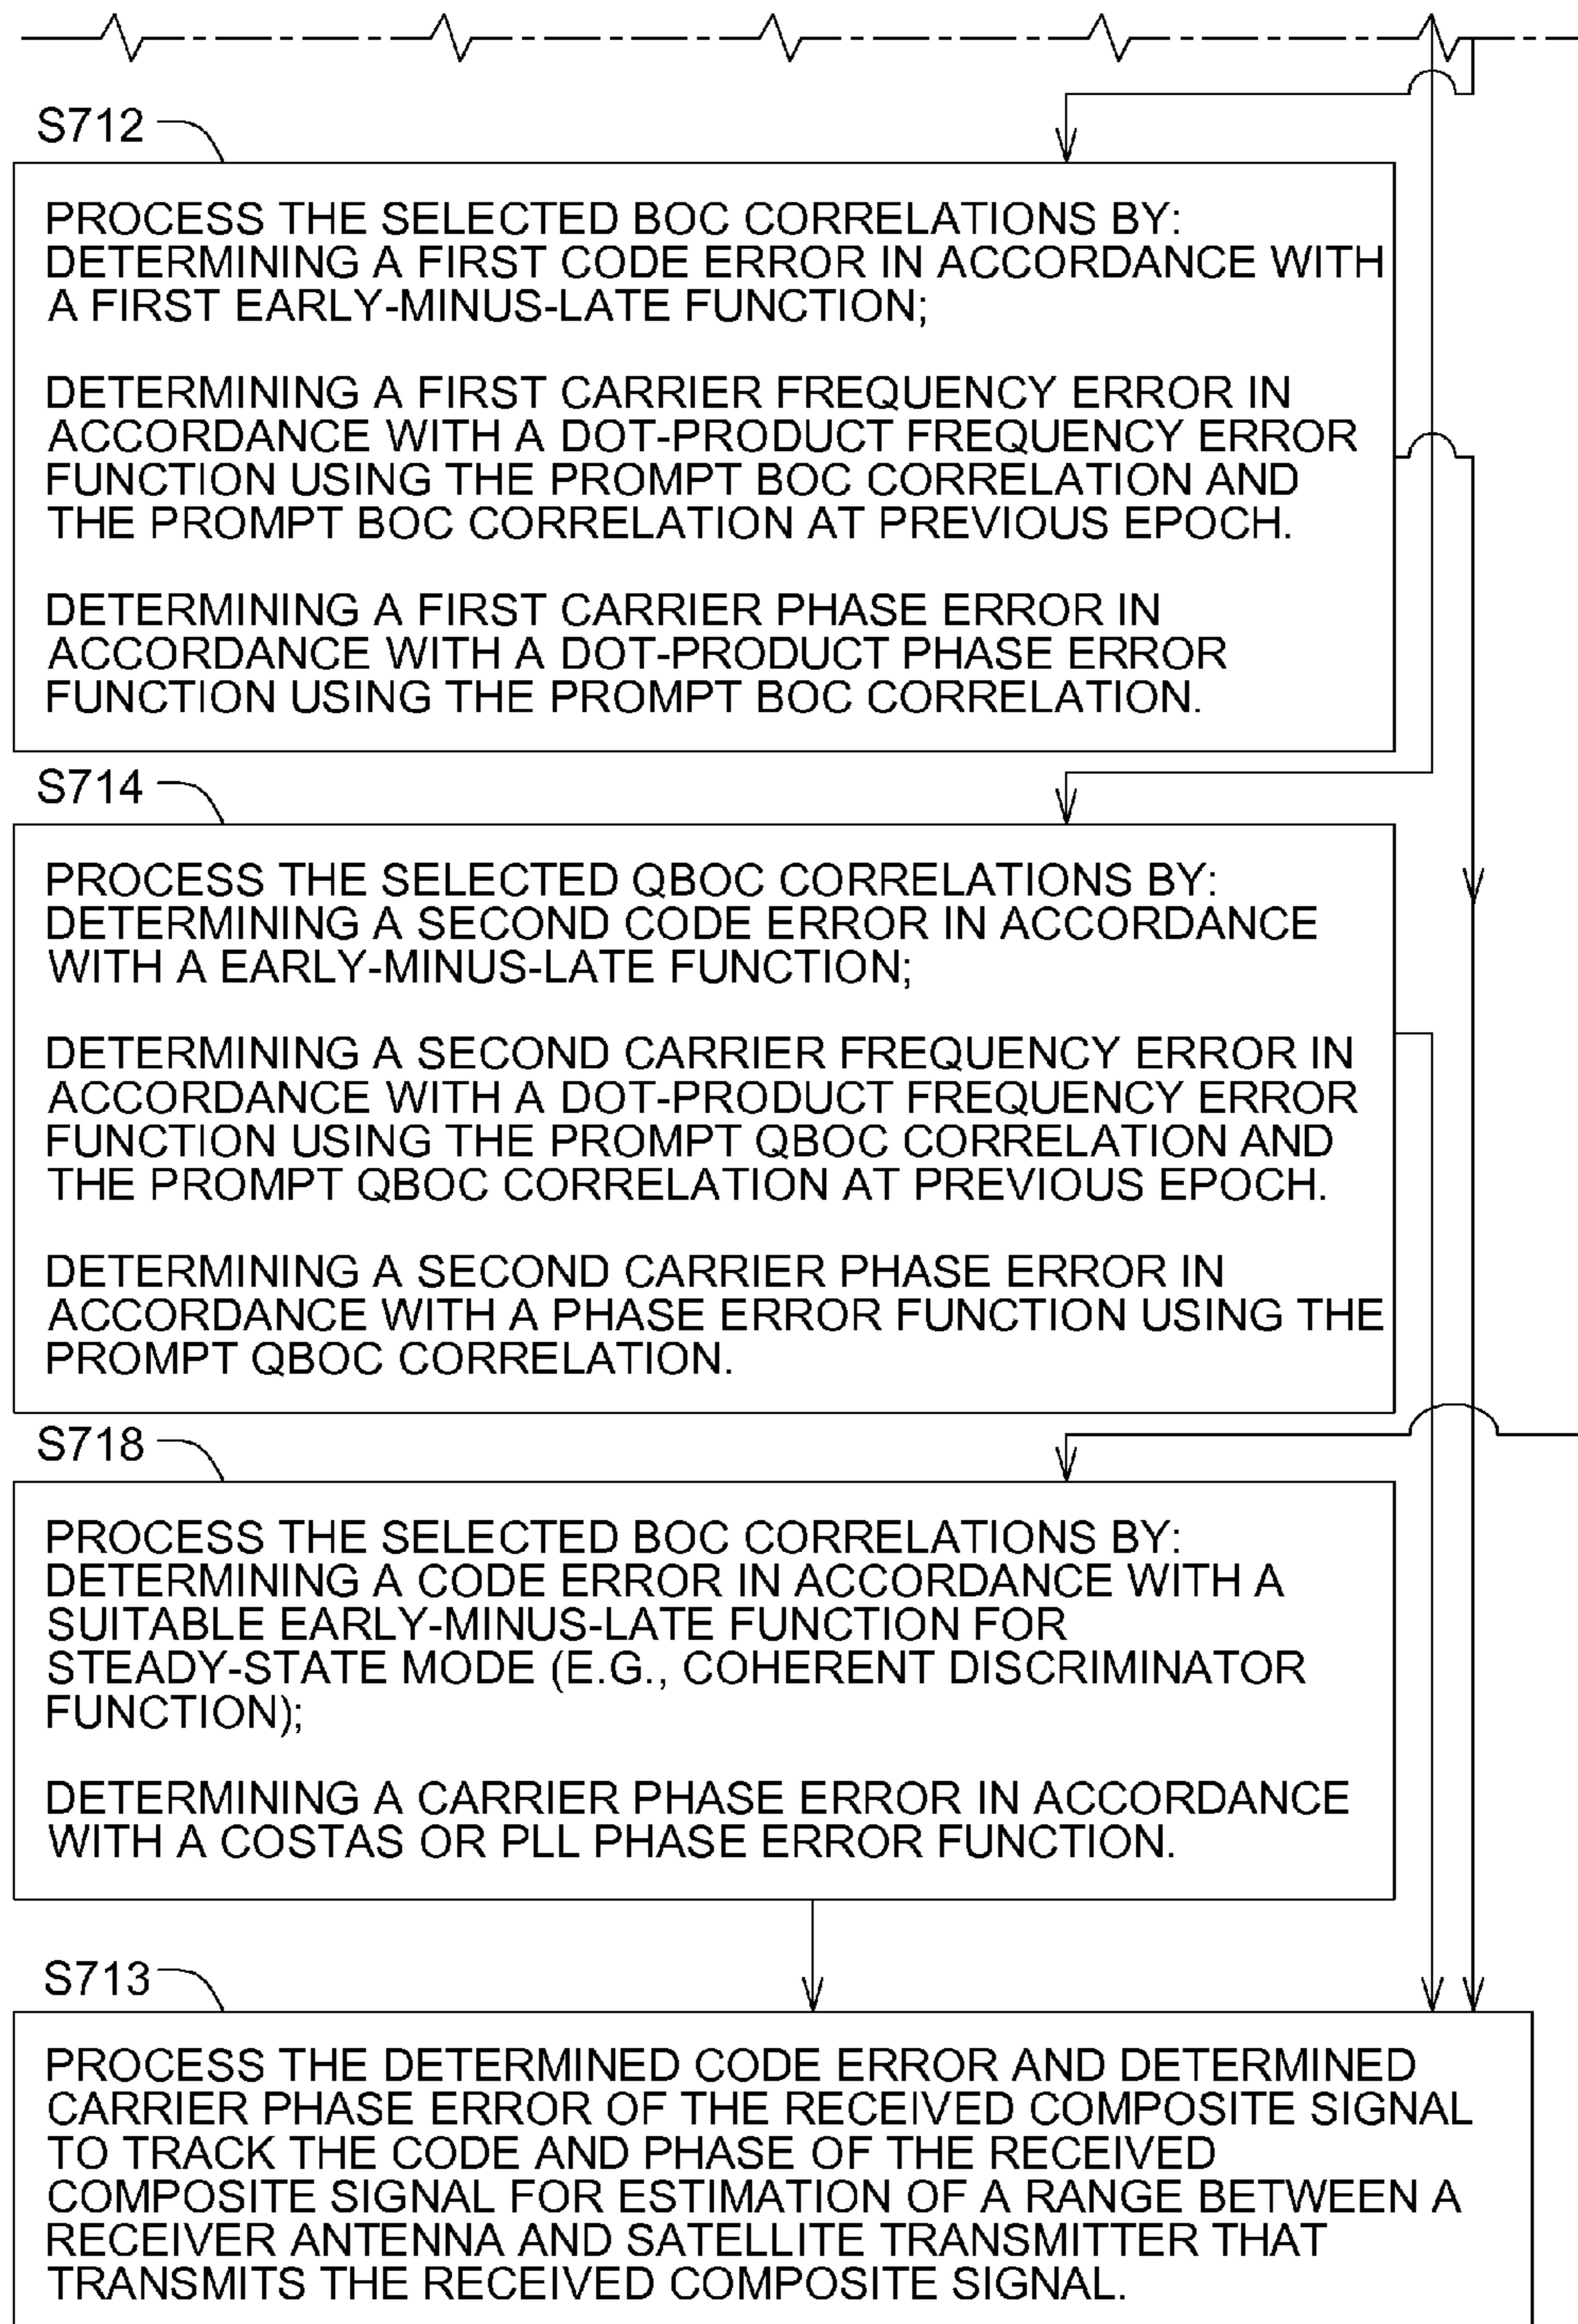 S712
PROCESS THE SELECTED BOC CORRELATIONS BY:
DETERMINING A FIRST CODE ERROR IN ACCORDANCE WITH
A FIRST EARLY-MINUS-LATE FUNCTION;
DETERMINING A FIRST CARRIER FREQUENCY ERROR IN
ACCORDANCE WITH A DOT-PRODUCT FREQUENCY ERROR
FUNCTION USING THE PROMPT BOC CORRELATION AND
THE PROMPT BOC CORRELATION AT PREVIOUS EPOCH.
DETERMINING A FIRST CARRIER PHASE ERROR IN
ACCORDANCE WITH A DOT-PRODUCT PHASE ERROR
FUNCTION USING THE PROMPT BOC CORRELATION.
S714
PROCESS THE SELECTED QBOC CORRELATIONS BY:
DETERMINING A SECOND CODE ERROR IN ACCORDANCE
WITH A EARLY-MINUS-LATE FUNCTION;
DETERMINING A SECOND CARRIER FREQUENCY ERROR IN
ACCORDANCE WITH A DOT-PRODUCT FREQUENCY ERROR
FUNCTION USING THE PROMPT QBOC CORRELATION AND
THE PROMPT QBOC CORRELATION AT PREVIOUS EPOCH.
DETERMINING A SECOND CARRIER PHASE ERROR IN
ACCORDANCE WITH A PHASE ERROR FUNCTION USING THE
PROMPT QBOC CORRELATION.
S718
PROCESS THE SELECTED BOC CORRELATIONS BY:
DETERMINING A CODE ERROR IN ACCORDANCE WITH A
SUITABLE EARLY-MINUS-LATE FUNCTION FOR
STEADY-STATE MODE (E.G., COHERENT DISCRIMINATOR
FUNCTION);
DETERMINING A CARRIER PHASE ERROR IN ACCORDANCE
WITH A COSTAS OR PLL PHASE ERROR FUNCTION.
S713
PROCESS THE DETERMINED CODE ERROR AND DETERMINED
CARRIER PHASE ERROR OF THE RECEIVED COMPOSITE SIGNAL
TO TRACK THE CODE AND PHASE OF THE RECEIVED
COMPOSITE SIGNAL FOR ESTIMATION OF A RANGE BETWEEN A
RECEIVER ANTENNA AND SATELLITE TRANSMITTER THAT
TRANSMITS THE RECEIVED COMPOSITE SIGNAL.